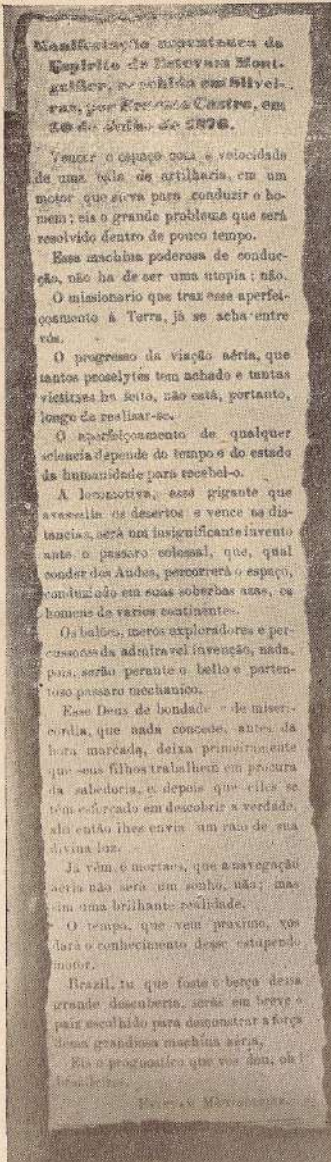 Manifestação espontanea do
Espirito de Estevam Mont-
golfier, recebida em Silvei-
ras, por Ernesto Castro, em
de Julho de 1876.
Vencer o espaço com a velocidade
de uma bala de artilharia, em um
motor que sirva para conduzir o ho-
mem; eis o grande problema que será
resolvido dentro de pouco tempo.
Essa machina poderosa de conduc-
ção, não ha de ser uma utopia; não.
O missionario que traz esse aperfei-
çoamento á Terra, já se acha entre
vós.
O progresso da viação aéria, que
tantos proselytos tem achado e tantas
victimas ha feito, não está, portanto,
longe de realisar-se.
O aperfeiçoamento de qualquer
sciencia depende do tempo e do estado
da humanidade para recebel-o.
A locomotiva, esse gigante que
avassalla os desertos e vence as dis-
tancias, será um insignificante invento
ante o passaro colossal, que, qual
condor dos Andes, percorrerá o espaço,
conduzindo em suas soberbas azas, os
homens de varios continentes.
Os balões, meros exploradores e per-
cussores da admiravel invenção, nada,
pois, serão perante o bello e porten-
toso passaro mechanico.
Esse Deus de bondade e de miseri-
cordia, que nada concede, antes da
hora marcada, deixa primeiramente
que seus filhos trabalhem em procura
da sabedoria, e depois que elles se
têm esforçado em descobrir a verdade,
ahi então lhes envia um raio de sua
divina luz.
Já vêm, ó mortaes, que a navegação
aéria não será um sonho, não; mas
sim uma brilhante realidade.
O tempo, que vem proximo, vos
dará o conhecimento desse estupendo
motor.
Brazil, tu que foste o berço dessa
grande descoberta, serás em breve o
paiz escolhido para demonstrar a força
dessa grandiosa machina aéria,
Eis o prognostico que vos dou, oh!
brazileiros.
Estevam Montgolfier.